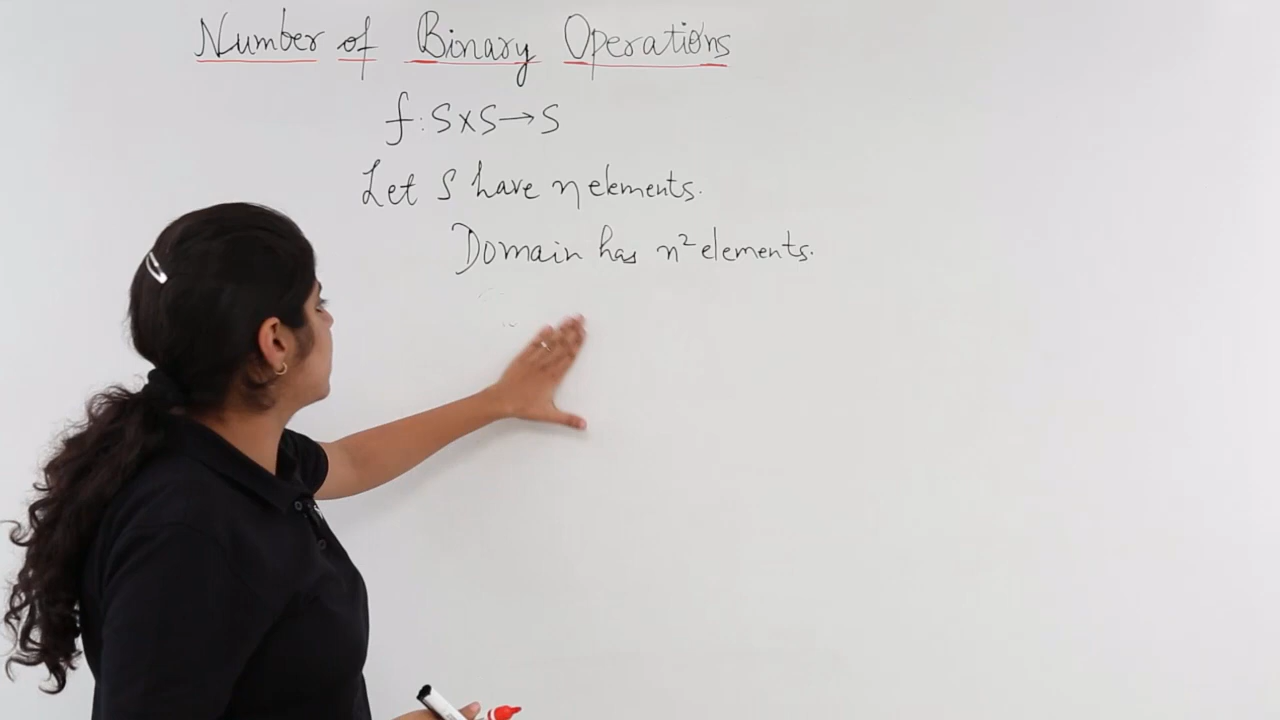 Number of Binary Operations
f : S×S→S
Let S have n elements.
Domain has n² elements.